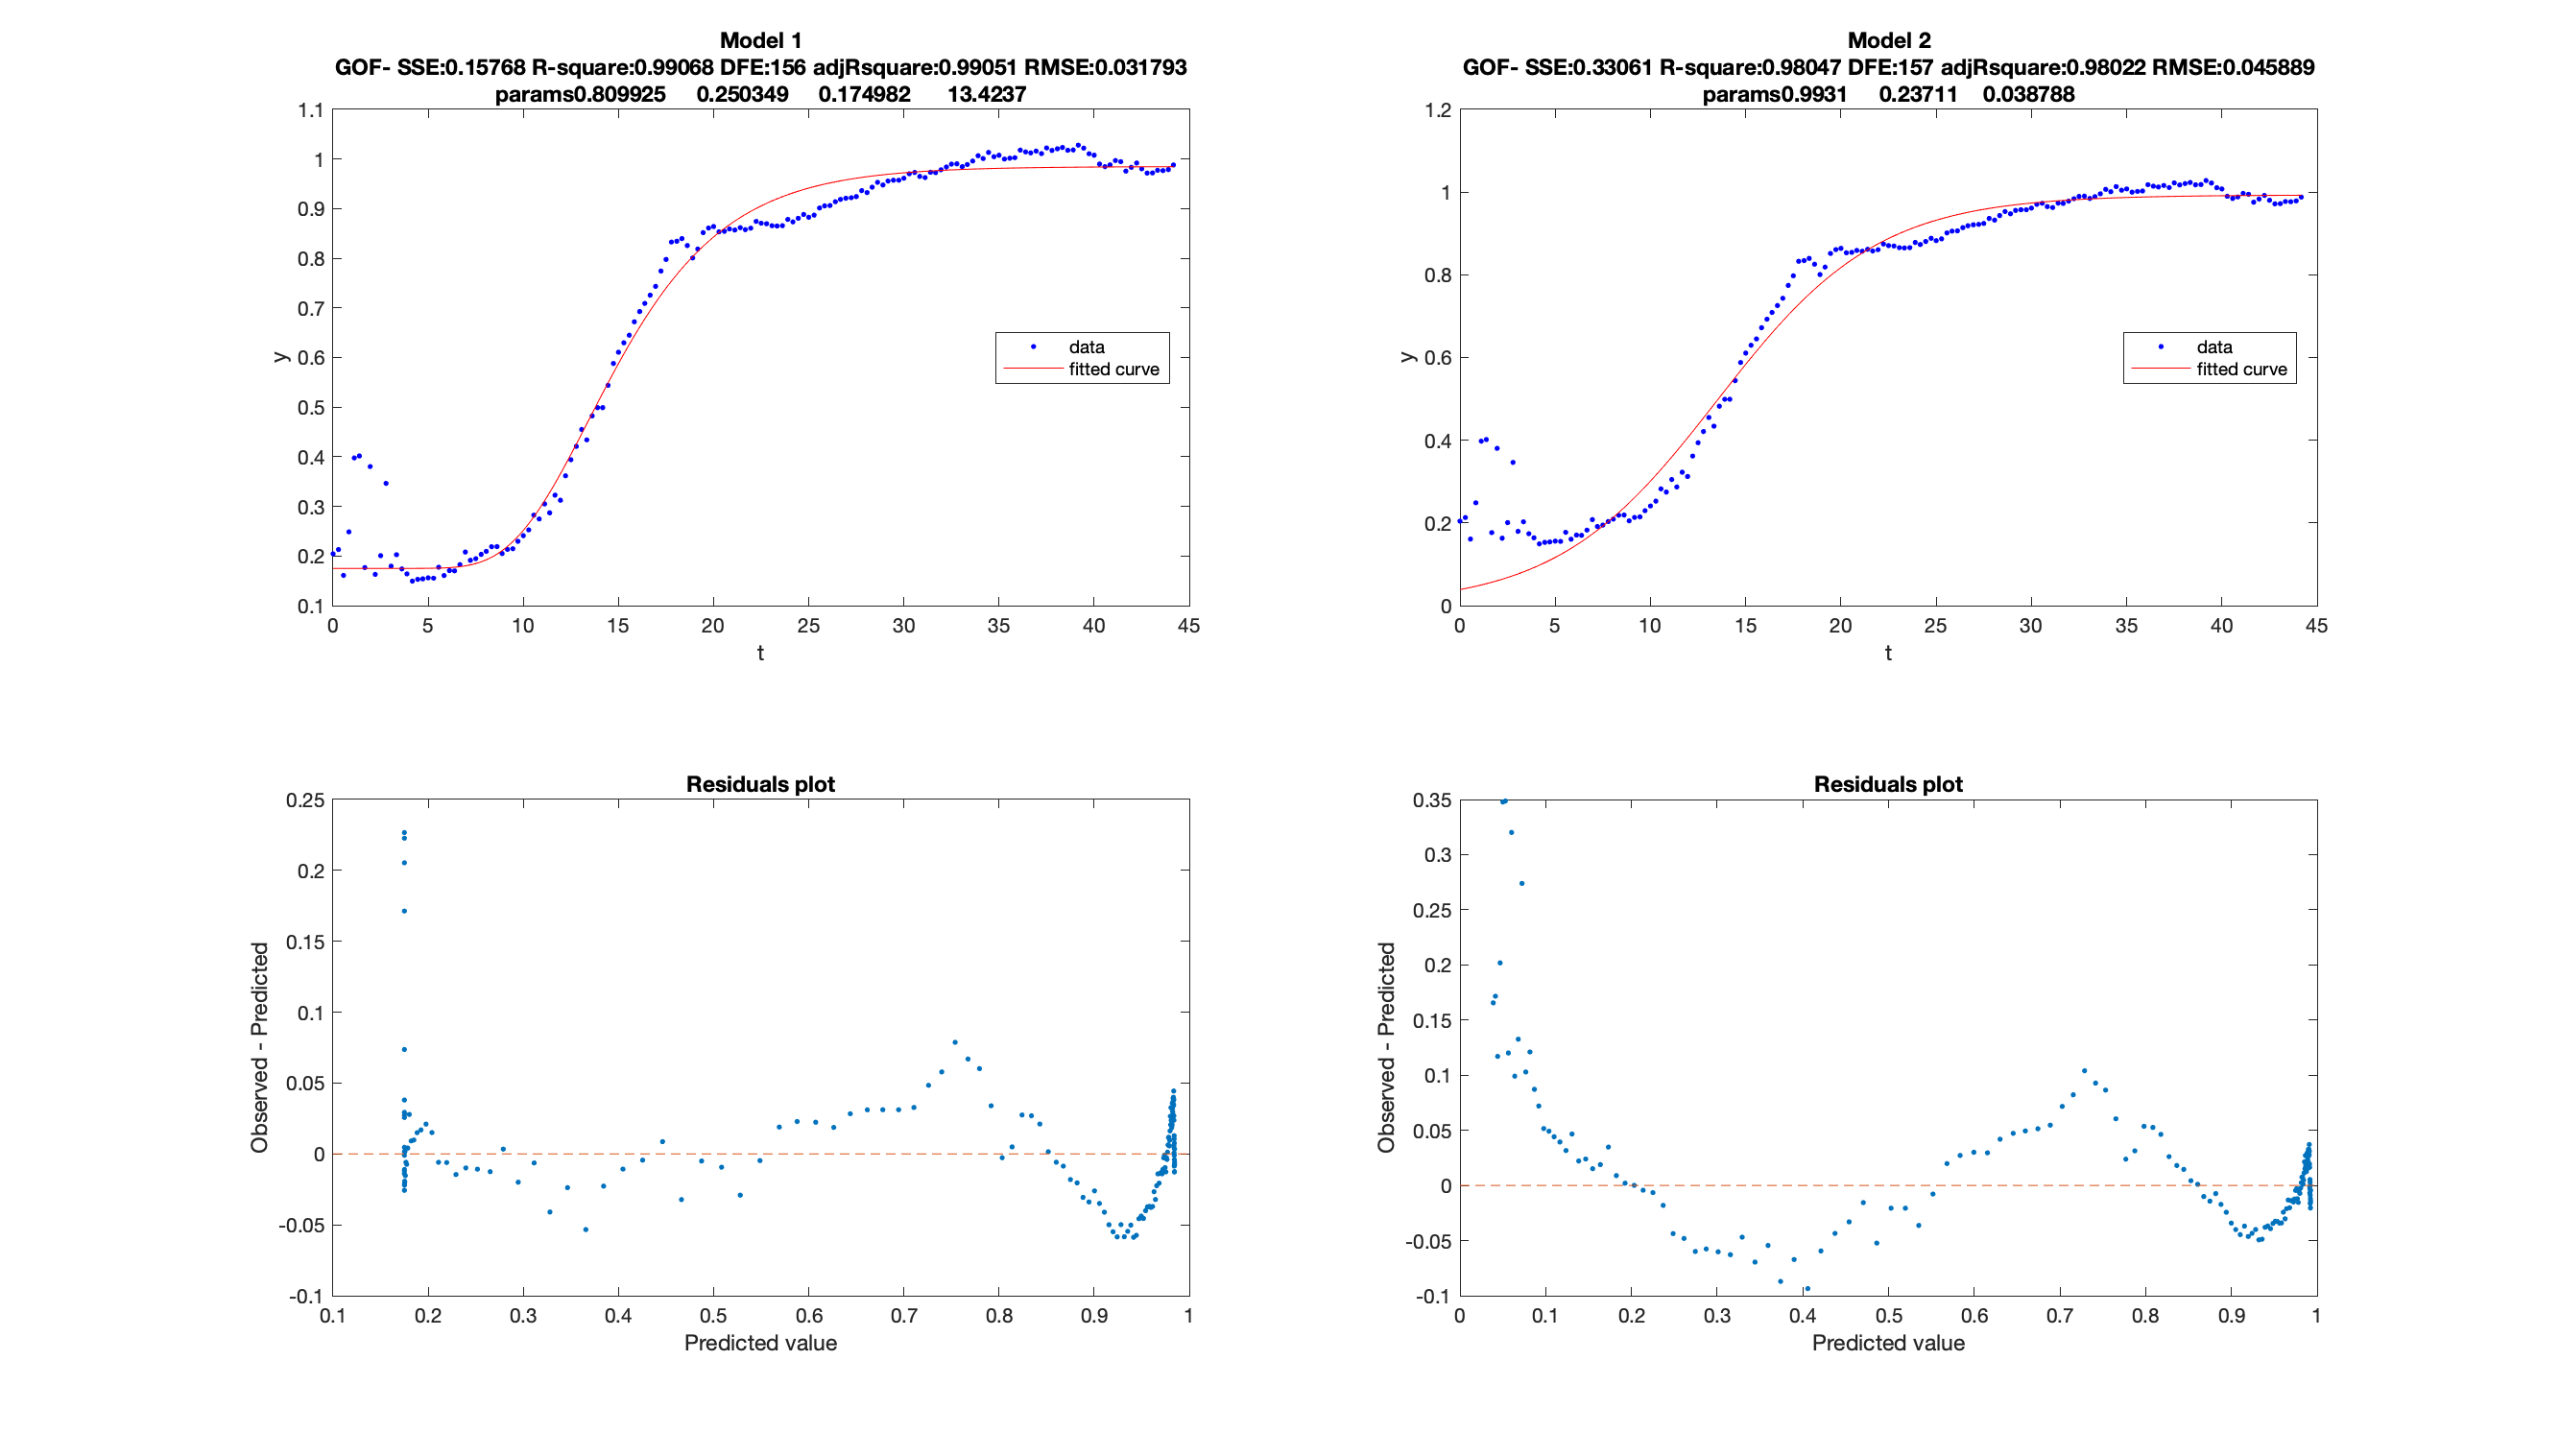 Model 1
GOF- SSE:0.15768 R-square:0.99068 DFE:156 adjRsquare:0.99051 RMSE:0.031793
params0.809925 0.250349 0.174982 13.4237
1.1
1
0.9
0.8
0.7
0.6
0.5
0.4
0.3
0.2
0.1
y
data
fitted curve
0 5 10 15 20 25 30 35 40 45
t
Model 2
GOF- SSE:0.33061 R-square:0.98047 DFE:157 adjRsquare:0.98022 RMSE:0.045889
params0.9931 0.23711 0.038788
1.2
1
0.8
0.6
0.4
0.2
0
y
data
fitted curve
0 5 10 15 20 25 30 35 40 45
t
Residuals plot
0.25
0.2
0.15
0.1
0.05
0
-0.05
-0.1
Observed - Predicted
0.1 0.2 0.3 0.4 0.5 0.6 0.7 0.8 0.9 1
Predicted value
Residuals plot
0.35
0.3
0.25
0.2
0.15
0.1
0.05
0
-0.05
-0.1
Observed - Predicted
0 0.1 0.2 0.3 0.4 0.5 0.6 0.7 0.8 0.9 1
Predicted value